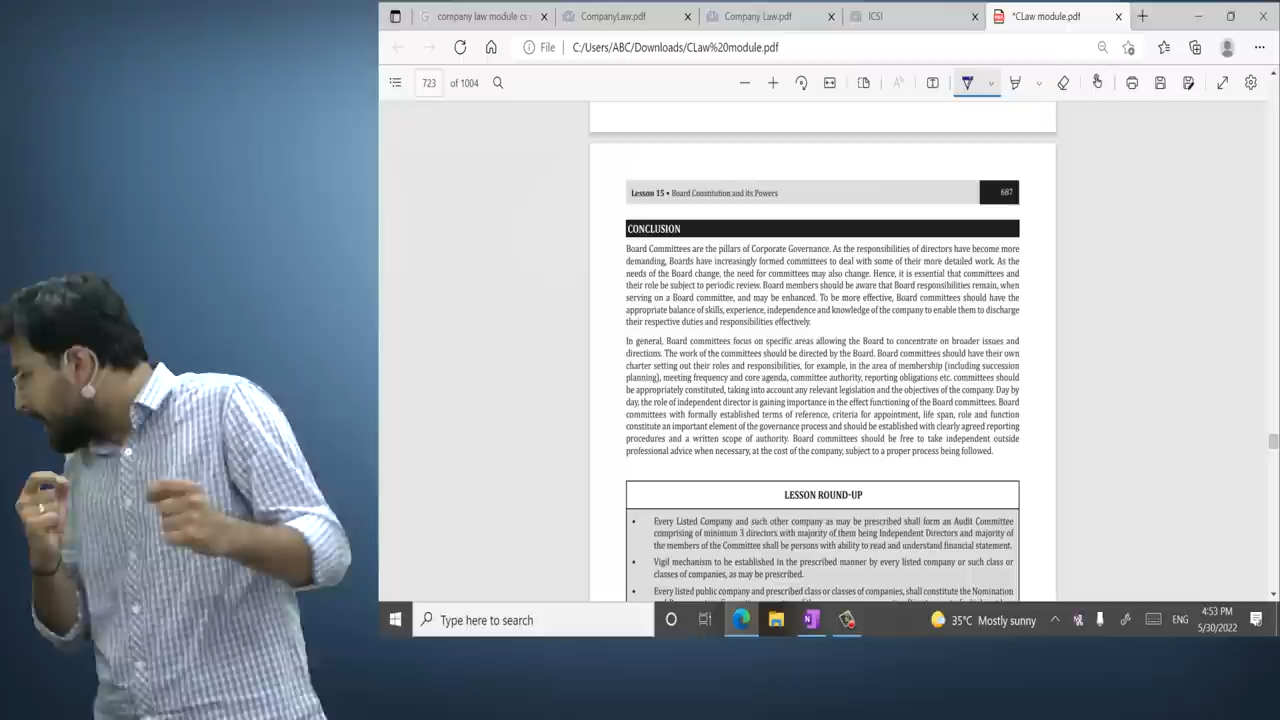 company law module cs
CompanyLaw.pdf
Company Law.pdf
ICSI
*CLaw module.pdf
File
C:/Users/ABC/Downloads/CLaw%20module.pdf
723
of 1004
Lesson 15 • Board Constitution and its Powers
687
CONCLUSION
Board Committees are the pillars of Corporate Governance. As the responsibilities of directors have become more
demanding, Boards have increasingly formed committees to deal with some of their more detailed work. As the
needs of the Board change, the need for committees may also change. Hence, it is essential that committees and
their role be subject to periodic review. Board members should be aware that Board responsibilities remain, when
serving on a Board committee, and may be enhanced. To be more effective, Board committees should have the
appropriate balance of skills, experience, independence and knowledge of the company to enable them to discharge
their respective duties and responsibilities effectively.
In general, Board committees focus on specific areas allowing the Board to concentrate on broader issues and
directions. The work of the committees should be directed by the Board. Board committees should have their own
charter setting out their roles and responsibilities, for example, in the area of membership (including succession
planning), meeting frequency and core agenda, committee authority, reporting obligations etc. committees should
be appropriately constituted, taking into account any relevant legislation and the objectives of the company. Day by
day, the role of independent director is gaining importance in the effect functioning of the Board committees. Board
committees with formally established terms of reference, criteria for appointment, life span, role and function
constitute an important element of the governance process and should be established with clearly agreed reporting
procedures and a written scope of authority. Board committees should be free to take independent outside
professional advice when necessary, at the cost of the company, subject to a proper process being followed.
LESSON ROUND-UP
• Every Listed Company and such other company as may be prescribed shall form an Audit Committee
comprising of minimum 3 directors with majority of them being Independent Directors and majority of
the members of the Committee shall be persons with ability to read and understand financial statement.
• Vigil mechanism to be established in the prescribed manner by every listed company or such class or
classes of companies, as may be prescribed.
• Every listed public company and prescribed class or classes of companies, shall constitute the Nomination
Type here to search
35°C Mostly sunny
ENG
4:53 PM
5/30/2022